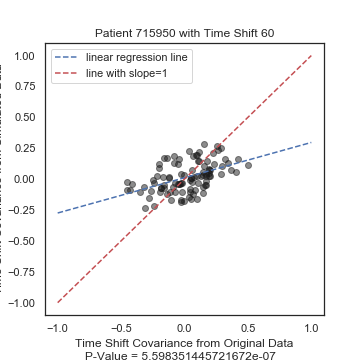 Patient 715950 with Time Shift 60
linear regression line
line with slope=1
1.00
0.75
0.50
0.25
0.00
−0.25
−0.50
−0.75
−1.00
−1.0
−0.5
0.0
0.5
1.0
Time Shift Covariance from Original Data
P-Value = 5.598351445721672e-07